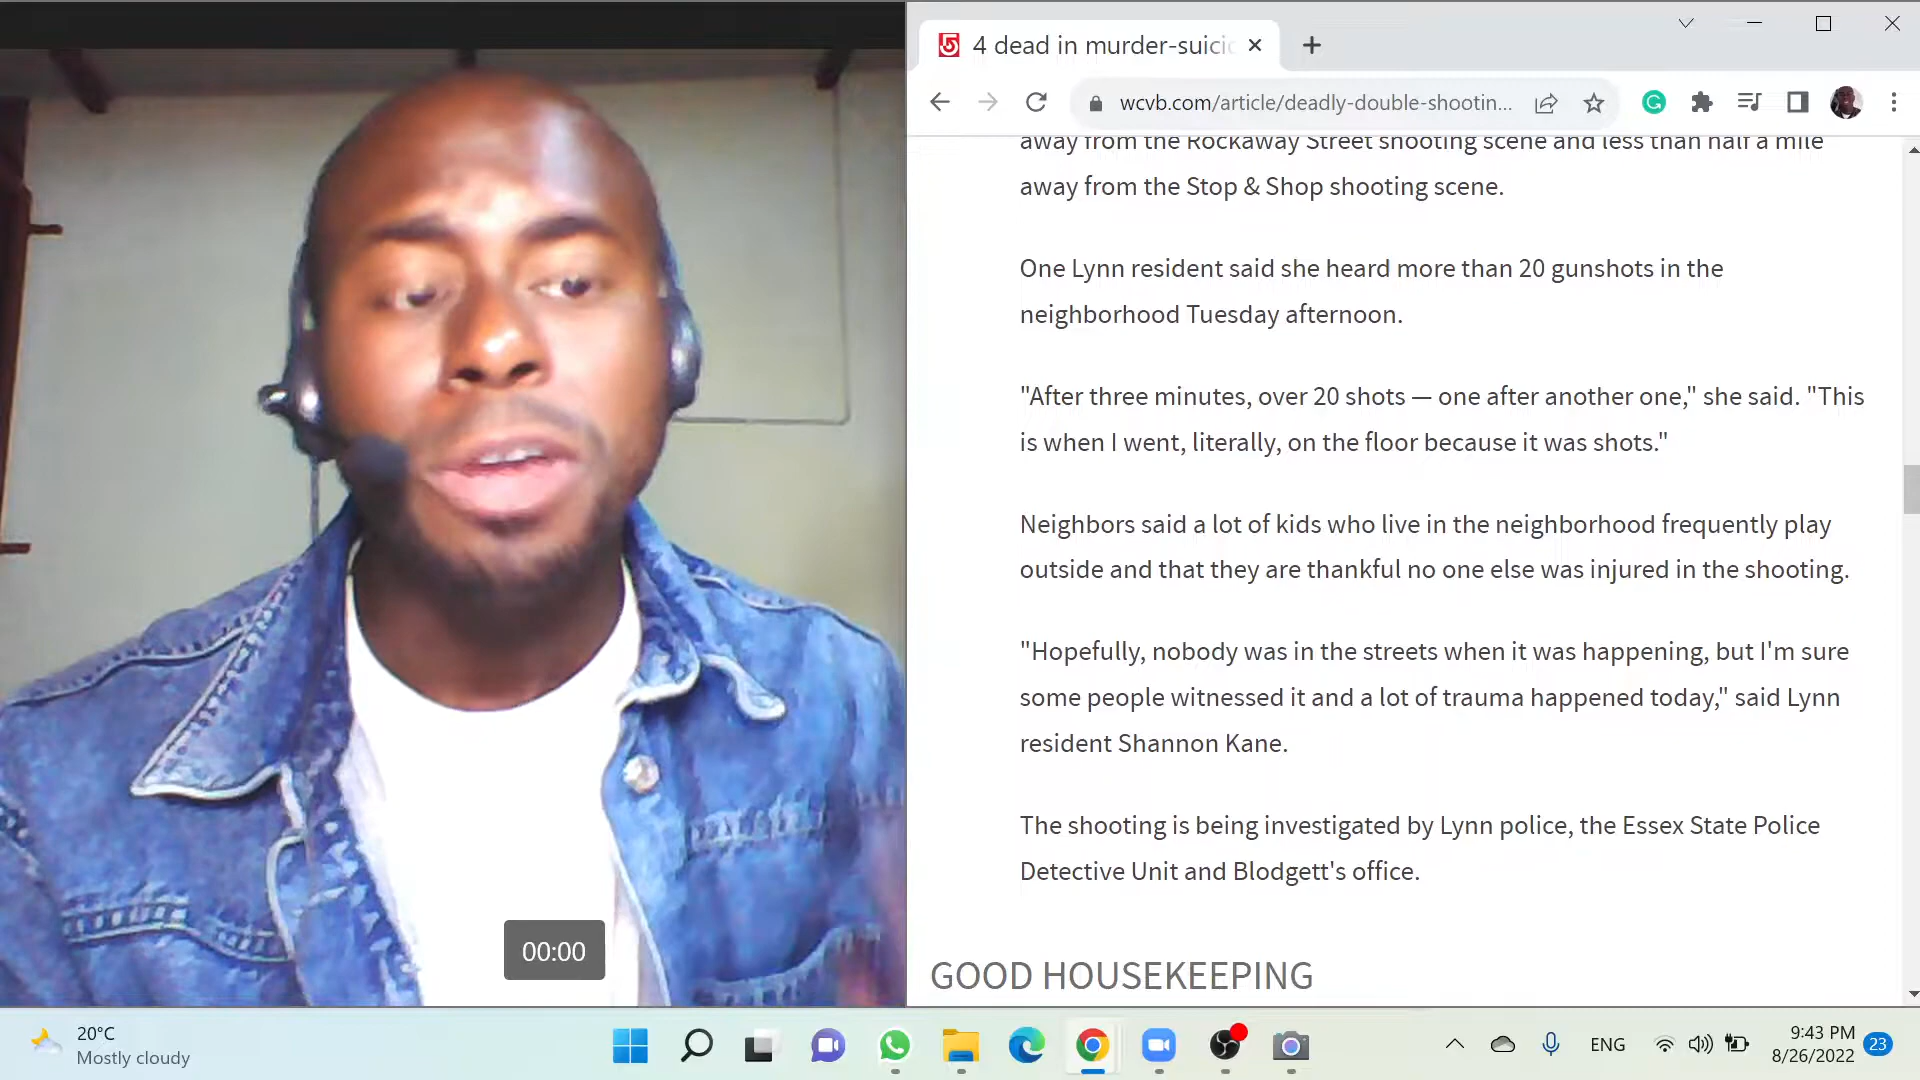 4 dead in murder-suici
wcvb.com/article/deadly-double-shootin...
away from the Rockaway Street shooting scene and less than half a mile
away from the Stop & Shop shooting scene.
One Lynn resident said she heard more than 20 gunshots in the
neighborhood Tuesday afternoon.
"After three minutes, over 20 shots — one after another one," she said. "This
is when I went, literally, on the floor because it was shots."
Neighbors said a lot of kids who live in the neighborhood frequently play
outside and that they are thankful no one else was injured in the shooting.
"Hopefully, nobody was in the streets when it was happening, but I'm sure
some people witnessed it and a lot of trauma happened today," said Lynn
resident Shannon Kane.
The shooting is being investigated by Lynn police, the Essex State Police
Detective Unit and Blodgett's office.
GOOD HOUSEKEEPING
00:00
20°C
Mostly cloudy
ENG
9:43 PM
8/26/2022
23